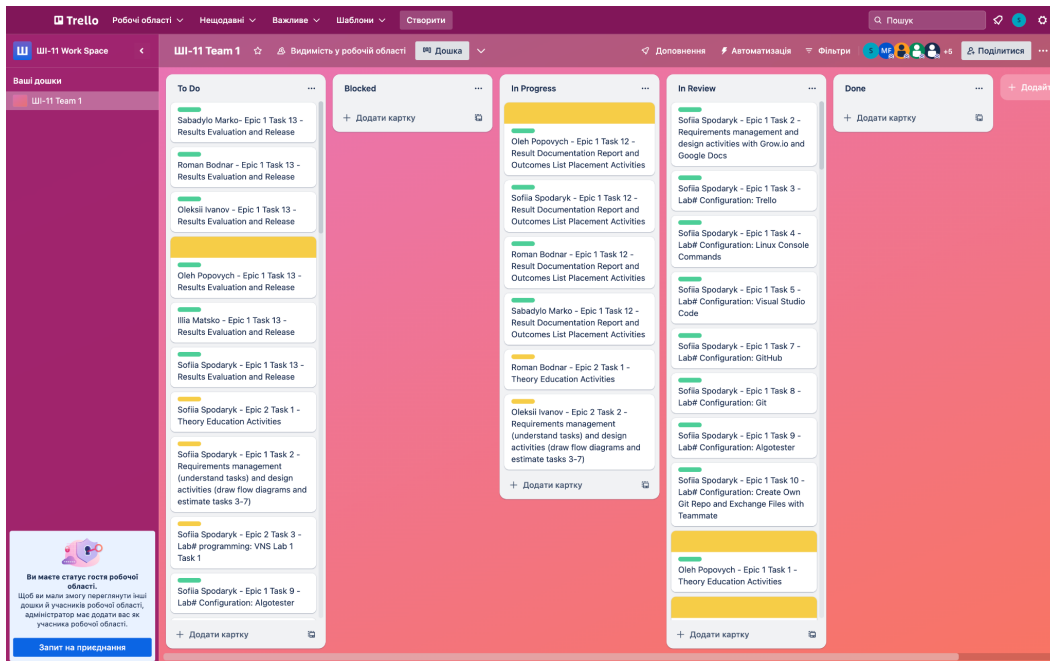 Trello
Робочі області
Нещодавні
Важливе
Шаблони
Створити
Пошук
S
Ш
ШІ-11 Work Space
ШІ-11 Team 1
Видимість у робочій області
Дошка
Доповнення
Автоматизація
Фільтри
S
MF
+5
Поділитися
Ваші дошки
ШІ-11 Team 1
Ви маєте статус гостя робочої
області.
Щоб ви мали змогу переглянути інші
дошки й учасників робочої області,
адміністратор має додати вас як
учасника робочої області.
Запит на приєднання
To Do
Sabadylo Marko- Epic 1 Task 13 -
Results Evaluation and Release
Roman Bodnar - Epic 1 Task 13 -
Results Evaluation and Release
Oleksii Ivanov - Epic 1 Task 13 -
Results Evaluation and Release
Oleh Popovych - Epic 1 Task 13 -
Results Evaluation and Release
Illia Matsko - Epic 1 Task 13 -
Results Evaluation and Release
Sofiia Spodaryk - Epic 1 Task 13 -
Results Evaluation and Release
Sofiia Spodaryk - Epic 2 Task 1 -
Theory Education Activities
Sofiia Spodaryk - Epic 1 Task 2 -
Requirements management
(understand tasks) and design
activities (draw flow diagrams and
estimate tasks 3-7)
Sofiia Spodaryk - Epic 2 Task 3 -
Lab# programming: VNS Lab 1
Task 1
Sofiia Spodaryk - Epic 1 Task 9 -
Lab# Configuration: Algotester
+ Додати картку
Blocked
+ Додати картку
In Progress
Oleh Popovych - Epic 1 Task 12 -
Result Documentation Report and
Outcomes List Placement Activities
Sofiia Spodaryk - Epic 1 Task 12 -
Result Documentation Report and
Outcomes List Placement Activities
Roman Bodnar - Epic 1 Task 12 -
Result Documentation Report and
Outcomes List Placement Activities
Sabadylo Marko - Epic 1 Task 12 -
Result Documentation Report and
Outcomes List Placement Activities
Roman Bodnar - Epic 2 Task 1 -
Theory Education Activities
Oleksii Ivanov - Epic 2 Task 2 -
Requirements management
(understand tasks) and design
activities (draw flow diagrams and
estimate tasks 3-7)
+ Додати картку
In Review
Sofiia Spodaryk - Epic 1 Task 2 -
Requirements management and
design activities with Grow.io and
Google Docs
Sofiia Spodaryk - Epic 1 Task 3 -
Lab# Configuration: Trello
Sofiia Spodaryk - Epic 1 Task 4 -
Lab# Configuration: Linux Console
Commands
Sofiia Spodaryk - Epic 1 Task 5 -
Lab# Configuration: Visual Studio
Code
Sofiia Spodaryk - Epic 1 Task 7 -
Lab# Configuration: GitHub
Sofiia Spodaryk - Epic 1 Task 8 -
Lab# Configuration: Git
Sofiia Spodaryk - Epic 1 Task 9 -
Lab# Configuration: Algotester
Sofiia Spodaryk - Epic 1 Task 10 -
Lab# Configuration: Create Own
Git Repo and Exchange Files with
Teammate
Oleh Popovych - Epic 1 Task 1 -
Theory Education Activities
+ Додати картку
Done
+ Додати картку
+ Додайт